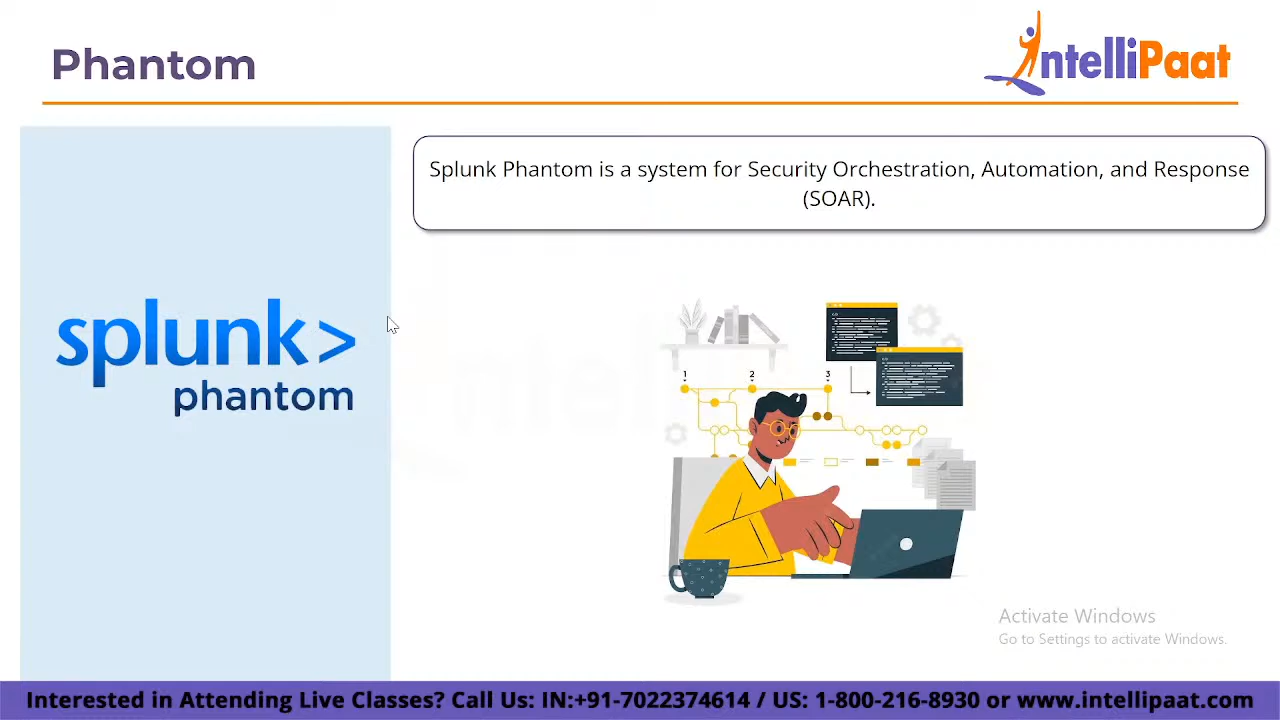 Phantom
IntelliPaat
Splunk Phantom is a system for Security Orchestration, Automation, and Response
(SOAR).
splunk>
phantom
1 2 3
Activate Windows
Go to Settings to activate Windows.
Interested in Attending Live Classes? Call Us: IN:+91-7022374614 / US: 1-800-216-8930 or www.intellipaat.com